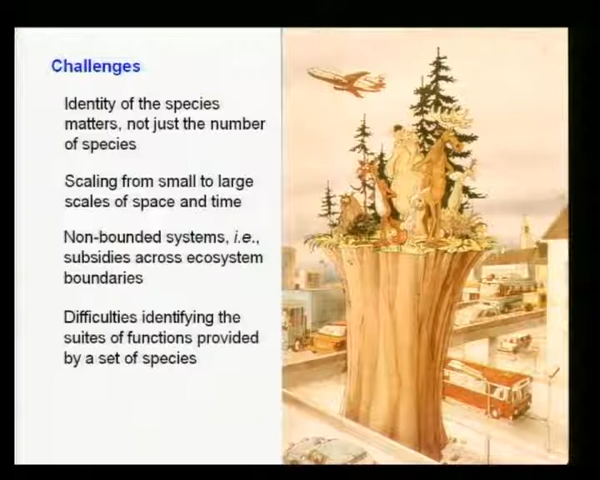 Challenges
Identity of the species
matters, not just the number
of species
Scaling from small to large
scales of space and time
Non-bounded systems, i.e.,
subsidies across ecosystem
boundaries
Difficulties identifying the
suites of functions provided
by a set of species